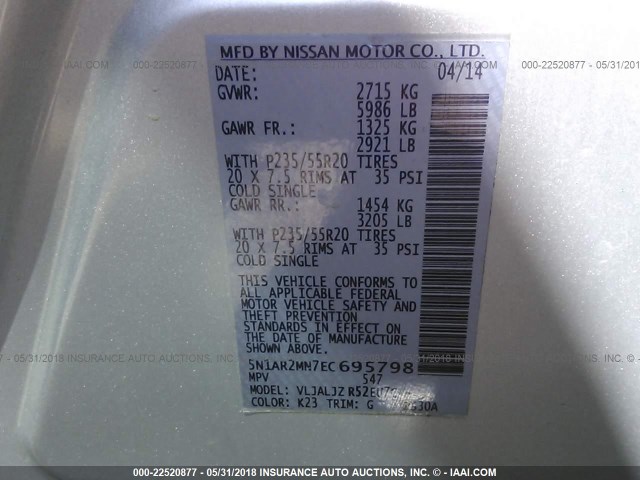 MFD BY NISSAN MOTOR CO., LTD.
DATE: 04/14
GVWR: 2715 KG
5986 LB
GAWR FR.: 1325 KG
2921 LB
WITH P235/55R20 TIRES
20 X 7.5 RIMS AT 35 PSI
COLD SINGLE
GAWR RR.: 1454 KG
3205 LB
WITH P235/55R20 TIRES
20 X 7.5 RIMS AT 35 PSI
COLD SINGLE
THIS VEHICLE CONFORMS TO
ALL APPLICABLE FEDERAL
MOTOR VEHICLE SAFETY AND
THEFT PREVENTION
STANDARDS IN EFFECT ON
THE DATE OF MANUFACTURE
SHOWN ABOVE.
5N1AR2MN7EC695798
MPV 547
MODEL: VLJALJZ
COLOR: K23 TRIM: G
000-22520877 - 05/31/2018 INSURANCE AUTO AUCTIONS, INC. - © - IAAI.COM